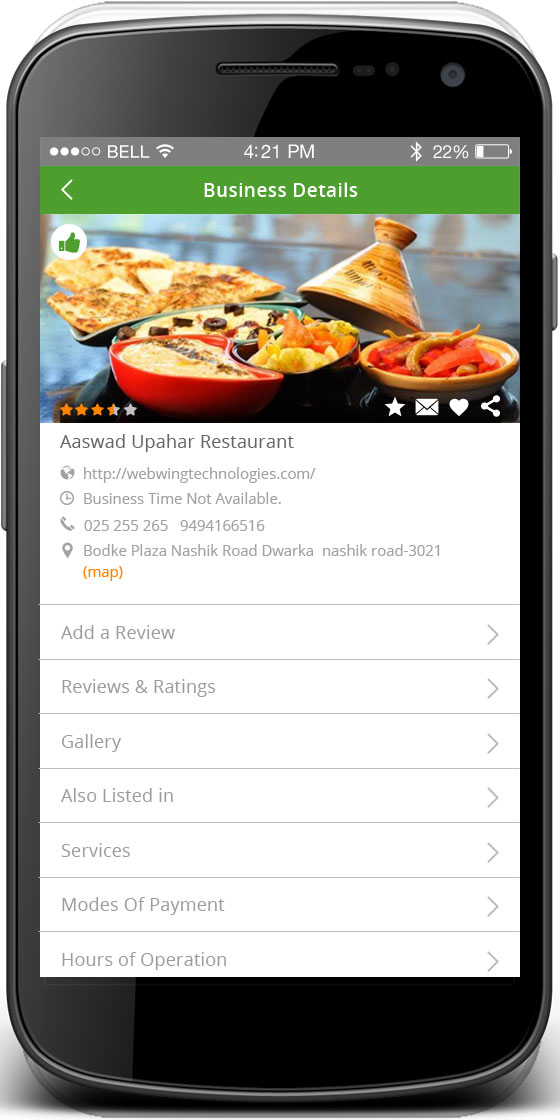 BELL 4:21 PM 22%
Business Details
Aaswad Upahar Restaurant
http://webwingtechnologies.com/
Business Time Not Available.
025 255 265 9494166516
Bodke Plaza Nashik Road Dwarka nashik road-3021
(map)
Add a Review
Reviews & Ratings
Gallery
Also Listed in
Services
Modes Of Payment
Hours of Operation